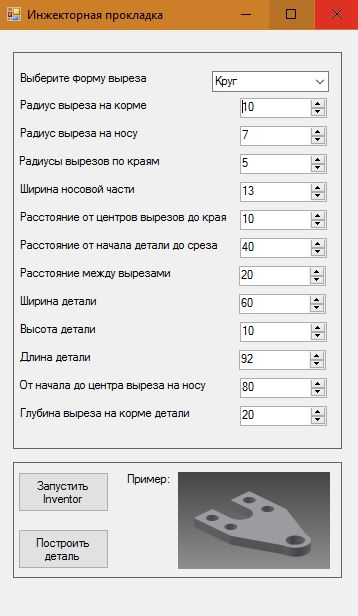 Инжекторная прокладка
Выберите форму выреза Круг
Радиус выреза на корме 10
Радиус выреза на носу 7
Радиусы вырезов по краям 5
Ширина носовой части 13
Расстояние от центров вырезов до края 10
Расстояние от начала детали до среза 40
Расстояние между вырезами 20
Ширина детали 60
Высота детали 10
Длина детали 92
От начала до центра выреза на носу 80
Глубина выреза на корме детали 20
Запустить
Inventor
Пример:
Построить
деталь